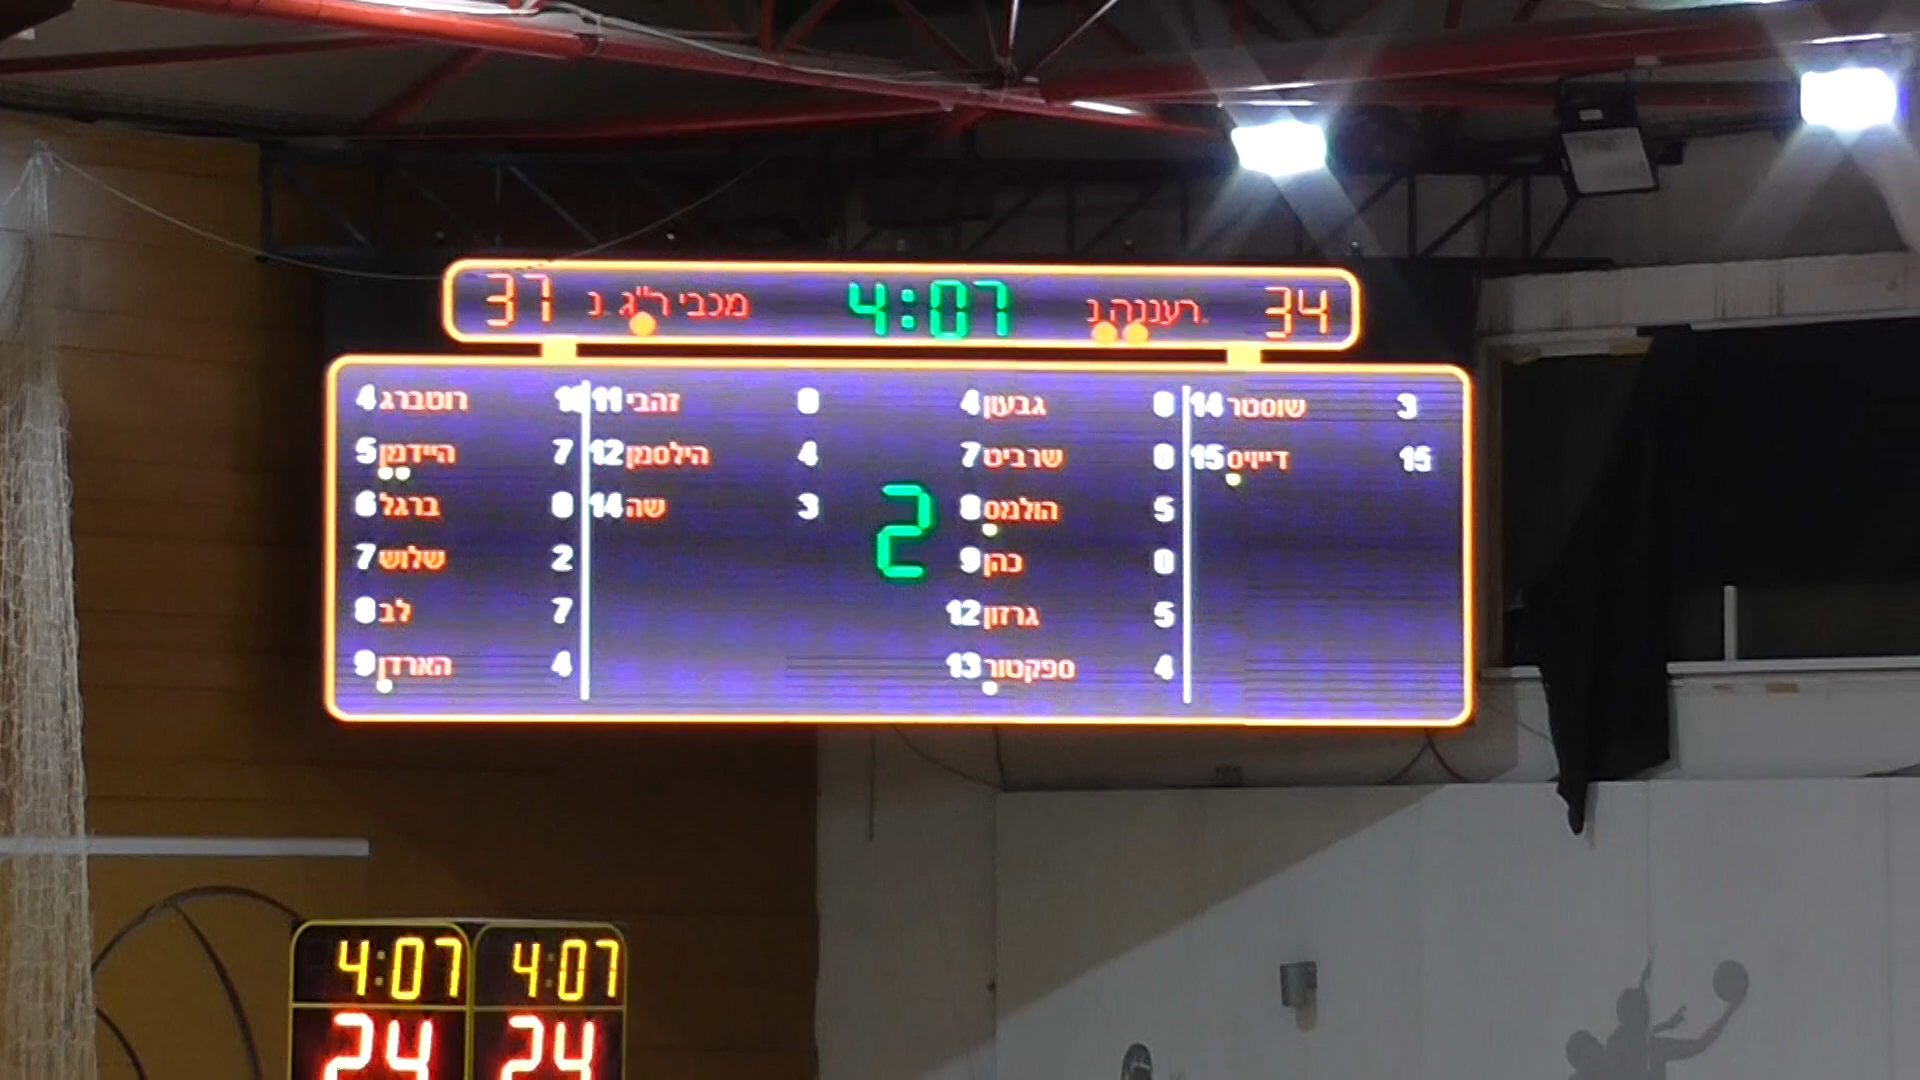 37 מכבי ר"ג נ 4:07 רעננה נ 34
4 רוטברג 10 11 זהבי 0 4 גבעון 0 14 שוסטר 3
5 היידמן 7 12 הילסמן 4 7 שרביט 0 15 דייויס 15
6 ברגל 0 14 שה 3 8 הולמס 5
2
7 שלוש 2 9 כהן 0
8 לב 7 12 גרזון 5
9 הארדן 4 13 ספקטור 4
4:07 4:07
24 24